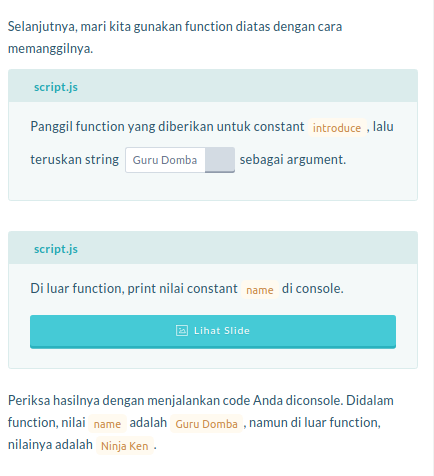 Selanjutnya, mari kita gunakan function diatas dengan cara
memanggilnya.
script.js
Panggil function yang diberikan untuk constant introduce , lalu
teruskan string Guru Domba sebagai argument.
script.js
Di luar function, print nilai constant name di console.
Lihat Slide
Periksa hasilnya dengan menjalankan code Anda diconsole. Didalam
function, nilai name adalah Guru Domba , namun di luar function,
nilainya adalah Ninja Ken .